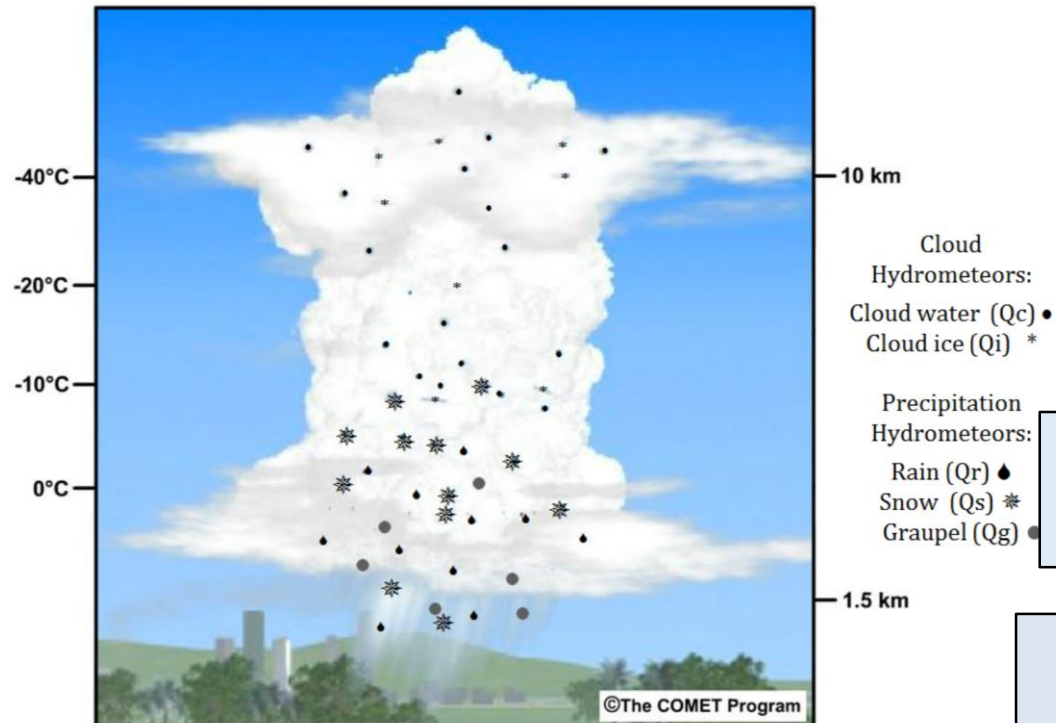 -40°C
10 km
-20°C
-10°C
0°C
1.5 km
Cloud
Hydrometeors:
Cloud water (Qc)
Cloud ice (Qi)
Precipitation
Hydrometeors:
Rain (Qr)
Snow (Qs)
Graupel (Qg)
©The COMET Program